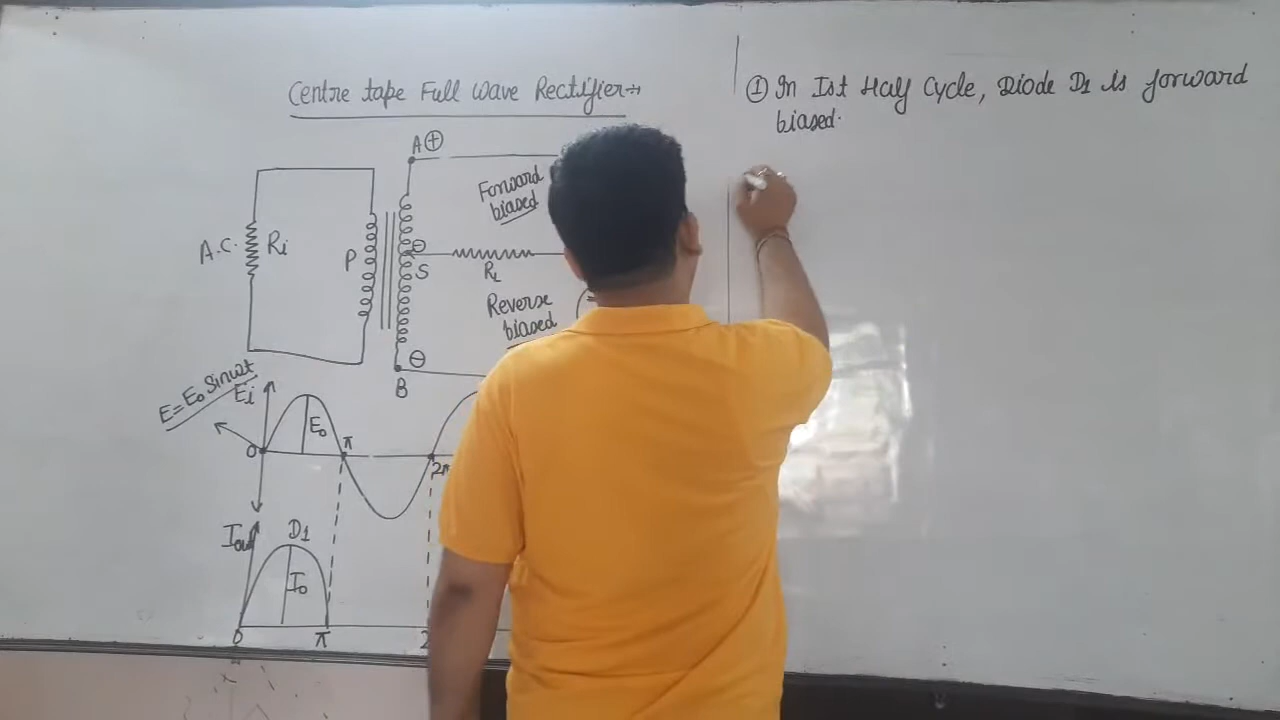 Centre tape Full Wave Rectifier→
① In Ist Half Cycle, Diode D1 is forward
biased.
A ⊕
Forward
biased
A.C.
Ri
P
⊖
S
RL
Reverse
biased
⊖
B
E=E₀ Sinωt
Ei
E₀
0
π
2π
Iout
D1
I₀
0
π
2